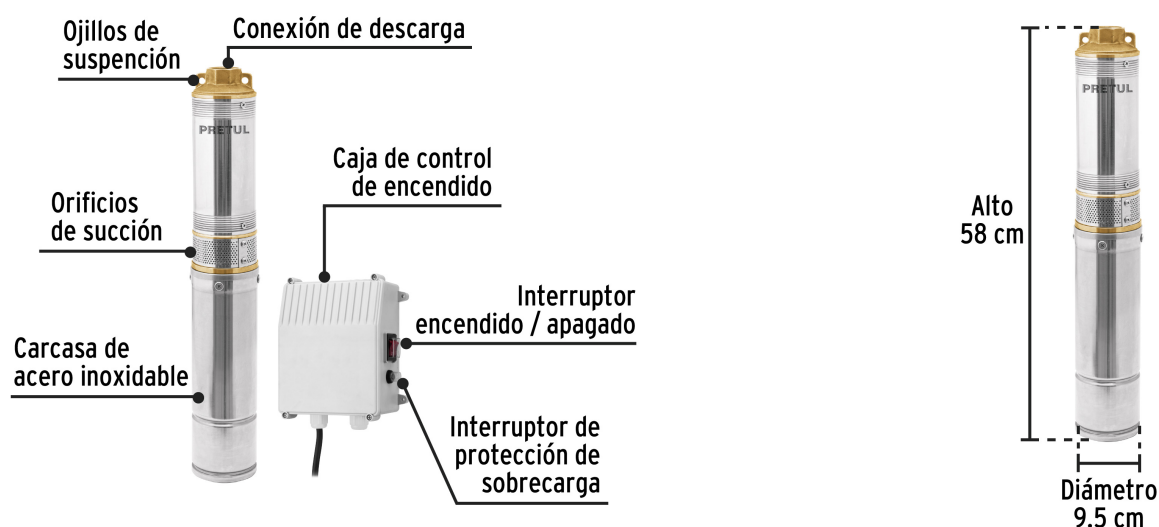 Ojillos de
suspención
Conexión de descarga
PRETUL
Caja de control
de encendido
Orificios
de succión
Interruptor
encendido / apagado
Carcasa de
acero inoxidable
Interruptor de
protección de
sobrecarga
PRETUL
Alto
58 cm
Diámetro
9.5 cm